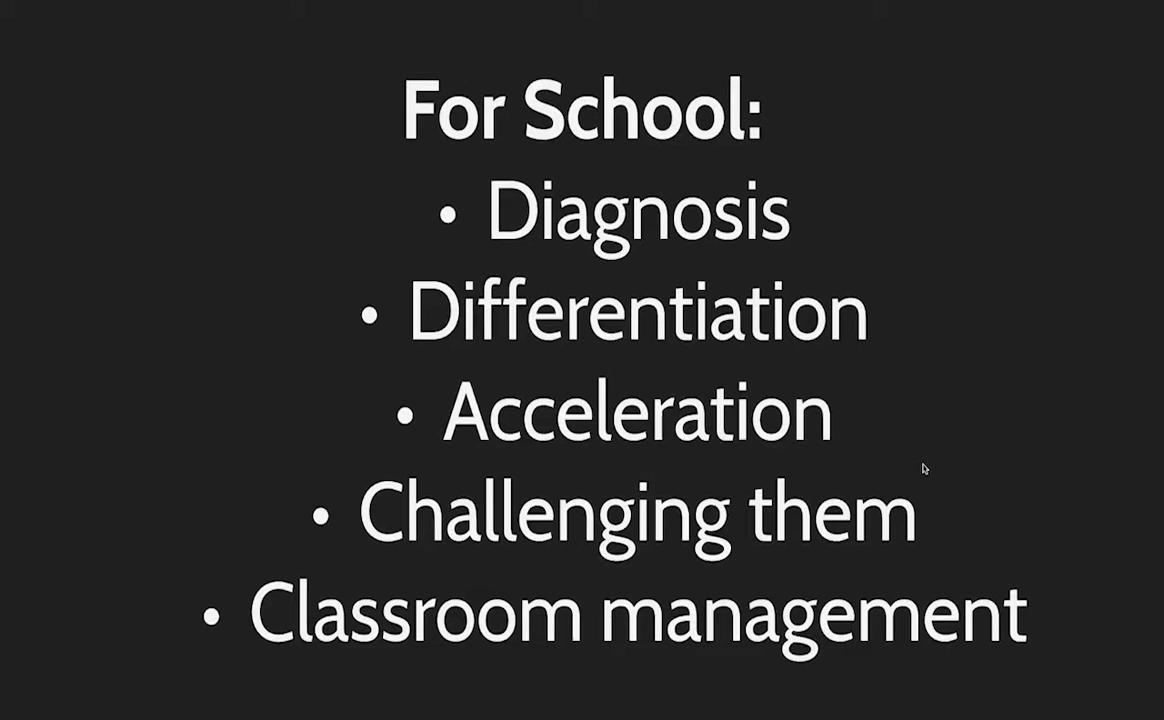 For School:
• Diagnosis
• Differentiation
• Acceleration
• Challenging them
• Classroom management